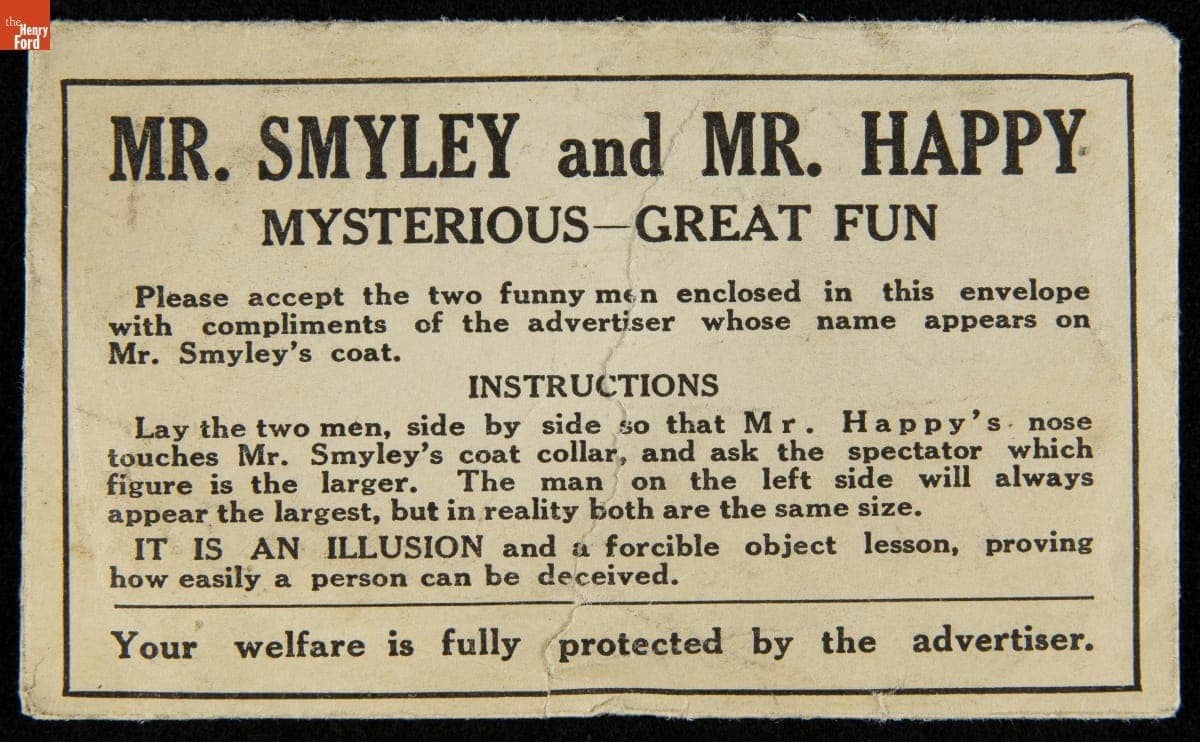 the
Henry
Ford
MR. SMYLEY and MR. HAPPY
MYSTERIOUS—GREAT FUN
Please accept the two funny men enclosed in this envelope
with compliments of the advertiser whose name appears on
Mr. Smyley's coat.
INSTRUCTIONS
Lay the two men, side by side so that Mr. Happy's nose
touches Mr. Smyley's coat collar, and ask the spectator which
figure is the larger. The man on the left side will always
appear the largest, but in reality both are the same size.
IT IS AN ILLUSION and a forcible object lesson, proving
how easily a person can be deceived.
Your welfare is fully protected by the advertiser.